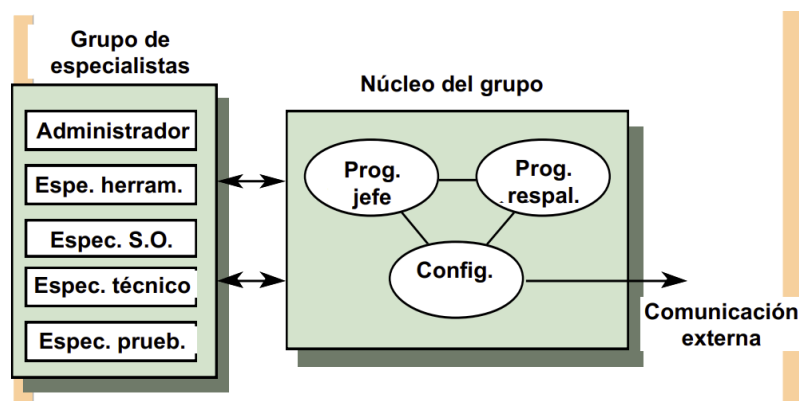 Grupo de
especialistas
Administrador
Espe. herram.
Espec. S.O.
Espec. técnico
Espec. prueb.
Núcleo del grupo
Prog.
jefe
Prog.
respal.
Config.
Comunicación
externa